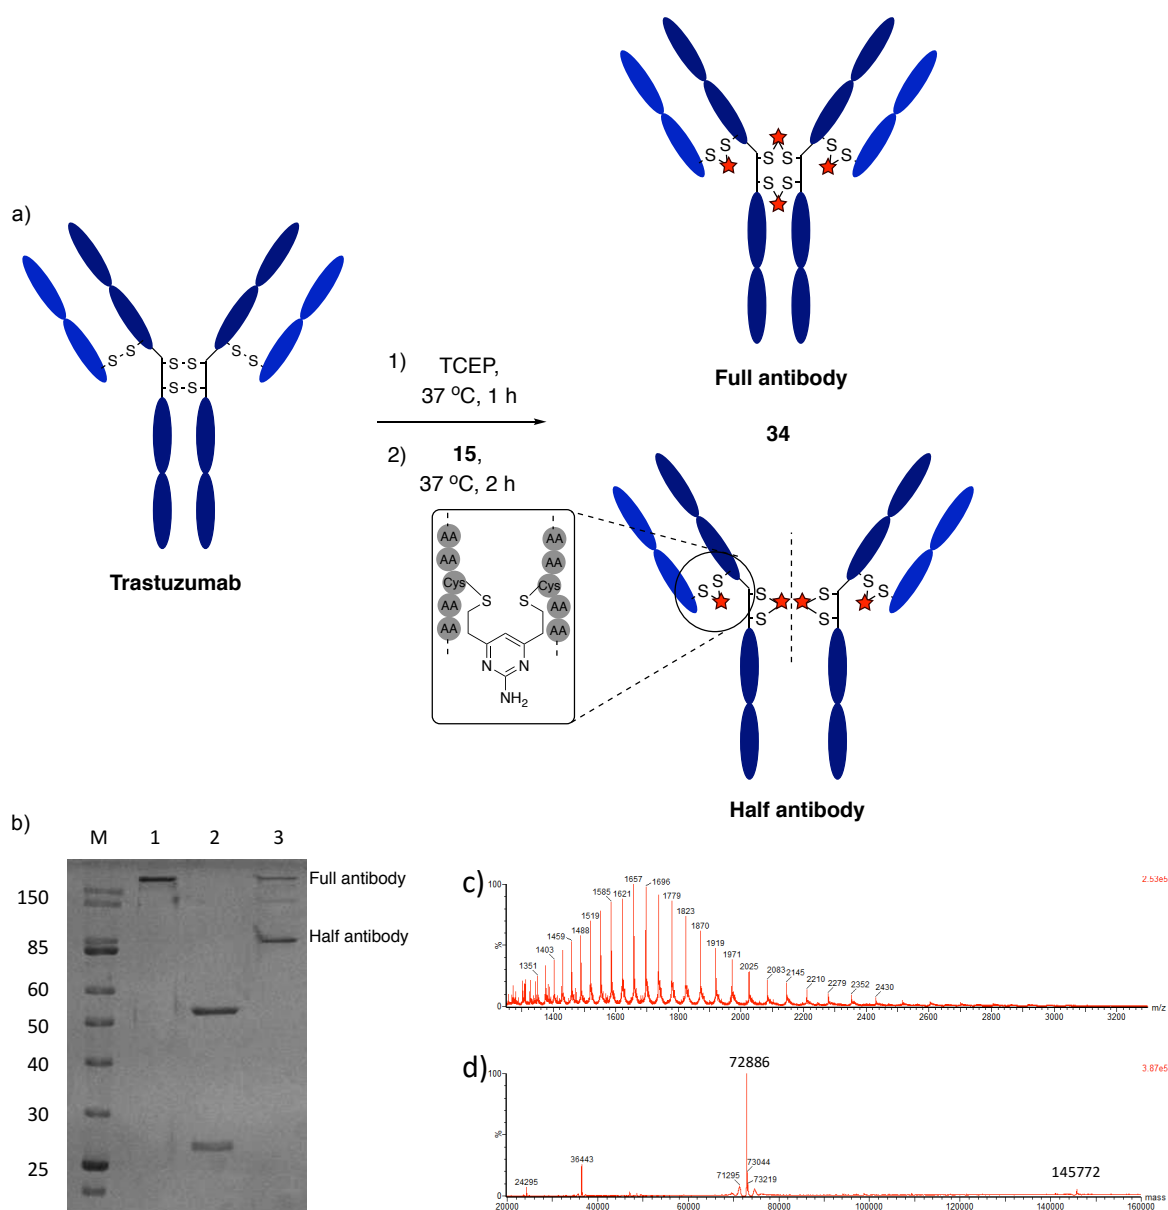 a)
S
S
S
S
S
S
S
S
Full antibody
S-S
S-S
S-S
S-S
Trastuzumab
1) TCEP,
37 °C, 1 h
2) 15,
37 °C, 2 h
34
AA
AA
AA
AA
Cys
Cys
S
S
AA
AA
AA
AA
N
N
NH2
S
S
S
S
S
S
S
S
Half antibody
b)
M 1 2 3
Full antibody
150
Half antibody
85
60
50
40
30
25
c)
2.53e5
100
%
0
1351
1403
1459
1488
1519
1585
1621
1657
1696
1779
1823
1870
1919
1971
2025
2083
2145
2210
2279
2352
2430
m/z
1400 1600 1800 2000 2200 2400 2600 2800 3000 3200
d)
3.87e5
100
%
0
72886
24295
36443
71295
73044
73219
145772
mass
20000 40000 60000 80000 100000 120000 140000 160000